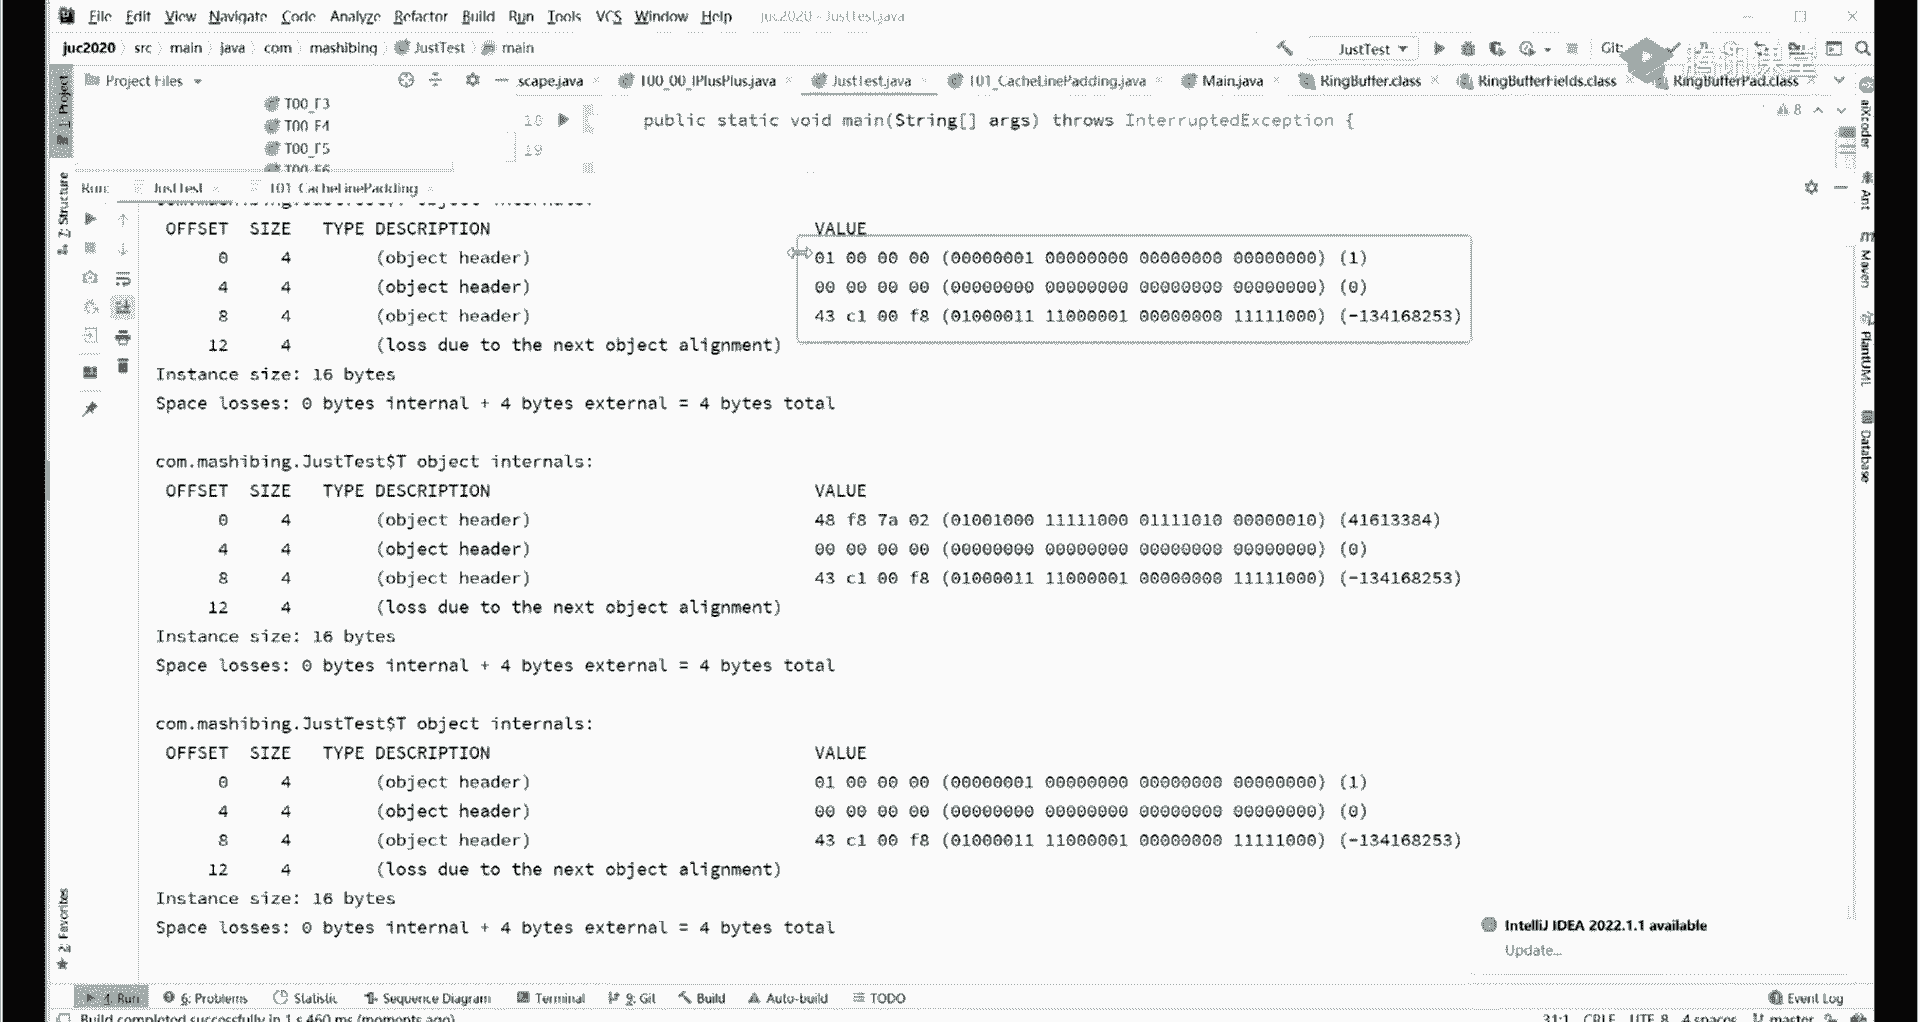 File Edit View Navigate Code Analyze Refactor Build Run Tools VCS Window Help juc2020 - JustTest.java
juc2020 src main java com mashibing JustTest main JustTest Git:
Project Files scape.java T00_00_IPlusPlus.java JustTest.java T01_CacheLinePadding.java Main.java RingBuffer.class RingBufferFields.class RingBufferPad.class
T00_F3
T00_F4
T00_F5
18 public static void main(String[] args) throws InterruptedException { 8
19
Run: JustTest T01_CacheLinePadding
OFFSET SIZE TYPE DESCRIPTION VALUE
0 4 (object header) 01 00 00 00 (00000001 00000000 00000000 00000000) (1)
4 4 (object header) 00 00 00 00 (00000000 00000000 00000000 00000000) (0)
8 4 (object header) 43 c1 00 f8 (01000011 11000001 00000000 11111000) (-134168253)
12 4 (loss due to the next object alignment)
Instance size: 16 bytes
Space losses: 0 bytes internal + 4 bytes external = 4 bytes total
com.mashibing.JustTest$T object internals:
OFFSET SIZE TYPE DESCRIPTION VALUE
0 4 (object header) 48 f8 7a 02 (01001000 11111000 01111010 00000010) (41613384)
4 4 (object header) 00 00 00 00 (00000000 00000000 00000000 00000000) (0)
8 4 (object header) 43 c1 00 f8 (01000011 11000001 00000000 11111000) (-134168253)
12 4 (loss due to the next object alignment)
Instance size: 16 bytes
Space losses: 0 bytes internal + 4 bytes external = 4 bytes total
com.mashibing.JustTest$T object internals:
OFFSET SIZE TYPE DESCRIPTION VALUE
0 4 (object header) 01 00 00 00 (00000001 00000000 00000000 00000000) (1)
4 4 (object header) 00 00 00 00 (00000000 00000000 00000000 00000000) (0)
8 4 (object header) 43 c1 00 f8 (01000011 11000001 00000000 11111000) (-134168253)
12 4 (loss due to the next object alignment)
Instance size: 16 bytes
Space losses: 0 bytes internal + 4 bytes external = 4 bytes total
IntelliJ IDEA 2022.1.1 available
Update...
4: Run 6: Problems Statistic Sequence Diagram Terminal 9: Git Build Auto-build TODO Event Log
Build completed successfully in 1 s 460 ms (moments ago) 31:1 CRLF UTF-8 4 spaces master
1: Project
7: Structure
2: Favorites
aiXcoder
Ant
Maven
PlantUML
Database